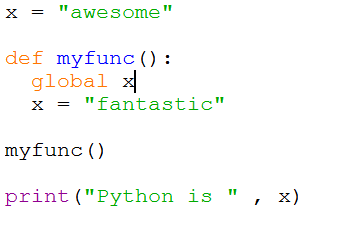 x = "awesome"

def myfunc():
  global x
  x = "fantastic"

myfunc()

print("Python is " , x)